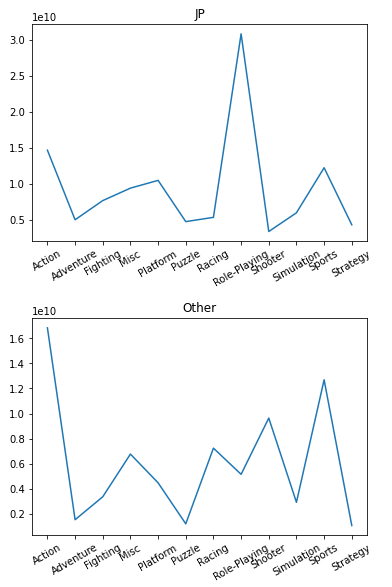 JP
1e10
3.0
2.5
2.0
1.5
1.0
0.5
Action
Adventure
Fighting
Misc
Platform
Puzzle
Racing
Role-Playing
Shooter
Simulation
Sports
Strategy
Other
1e10
1.6
1.4
1.2
1.0
0.8
0.6
0.4
0.2
Action
Adventure
Fighting
Misc
Platform
Puzzle
Racing
Role-Playing
Shooter
Simulation
Sports
Strategy